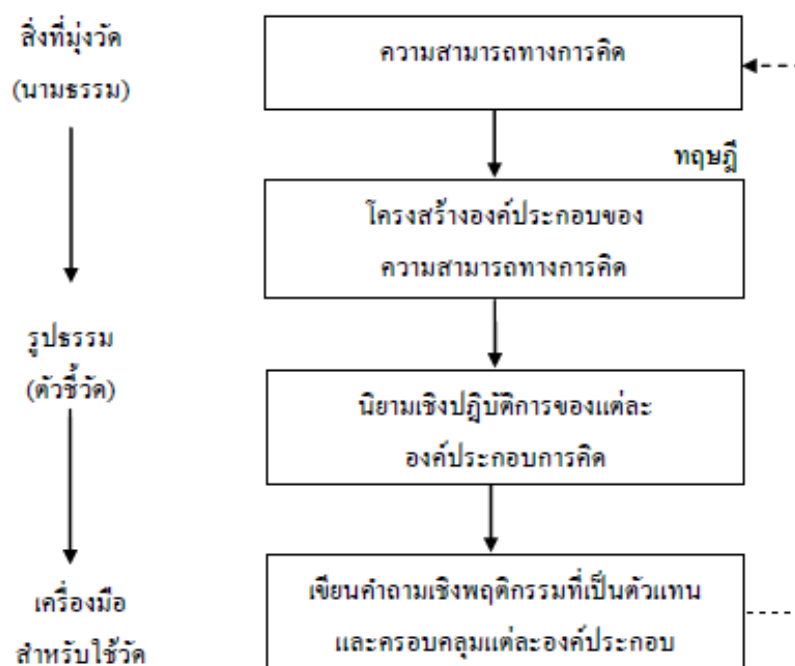 สิ่งที่มุ่งวัด
(นามธรรม)
ความสามารถทางการคิด
ทฤษฎี
โครงสร้างองค์ประกอบของ
ความสามารถทางการคิด
รูปธรรม
(ตัวชี้วัด)
นิยามเชิงปฏิบัติการของแต่ละ
องค์ประกอบการคิด
เครื่องมือ
สำหรับใช้วัด
เขียนคำถามเชิงพฤติกรรมที่เป็นตัวแทน
และครอบคลุมแต่ละองค์ประกอบ